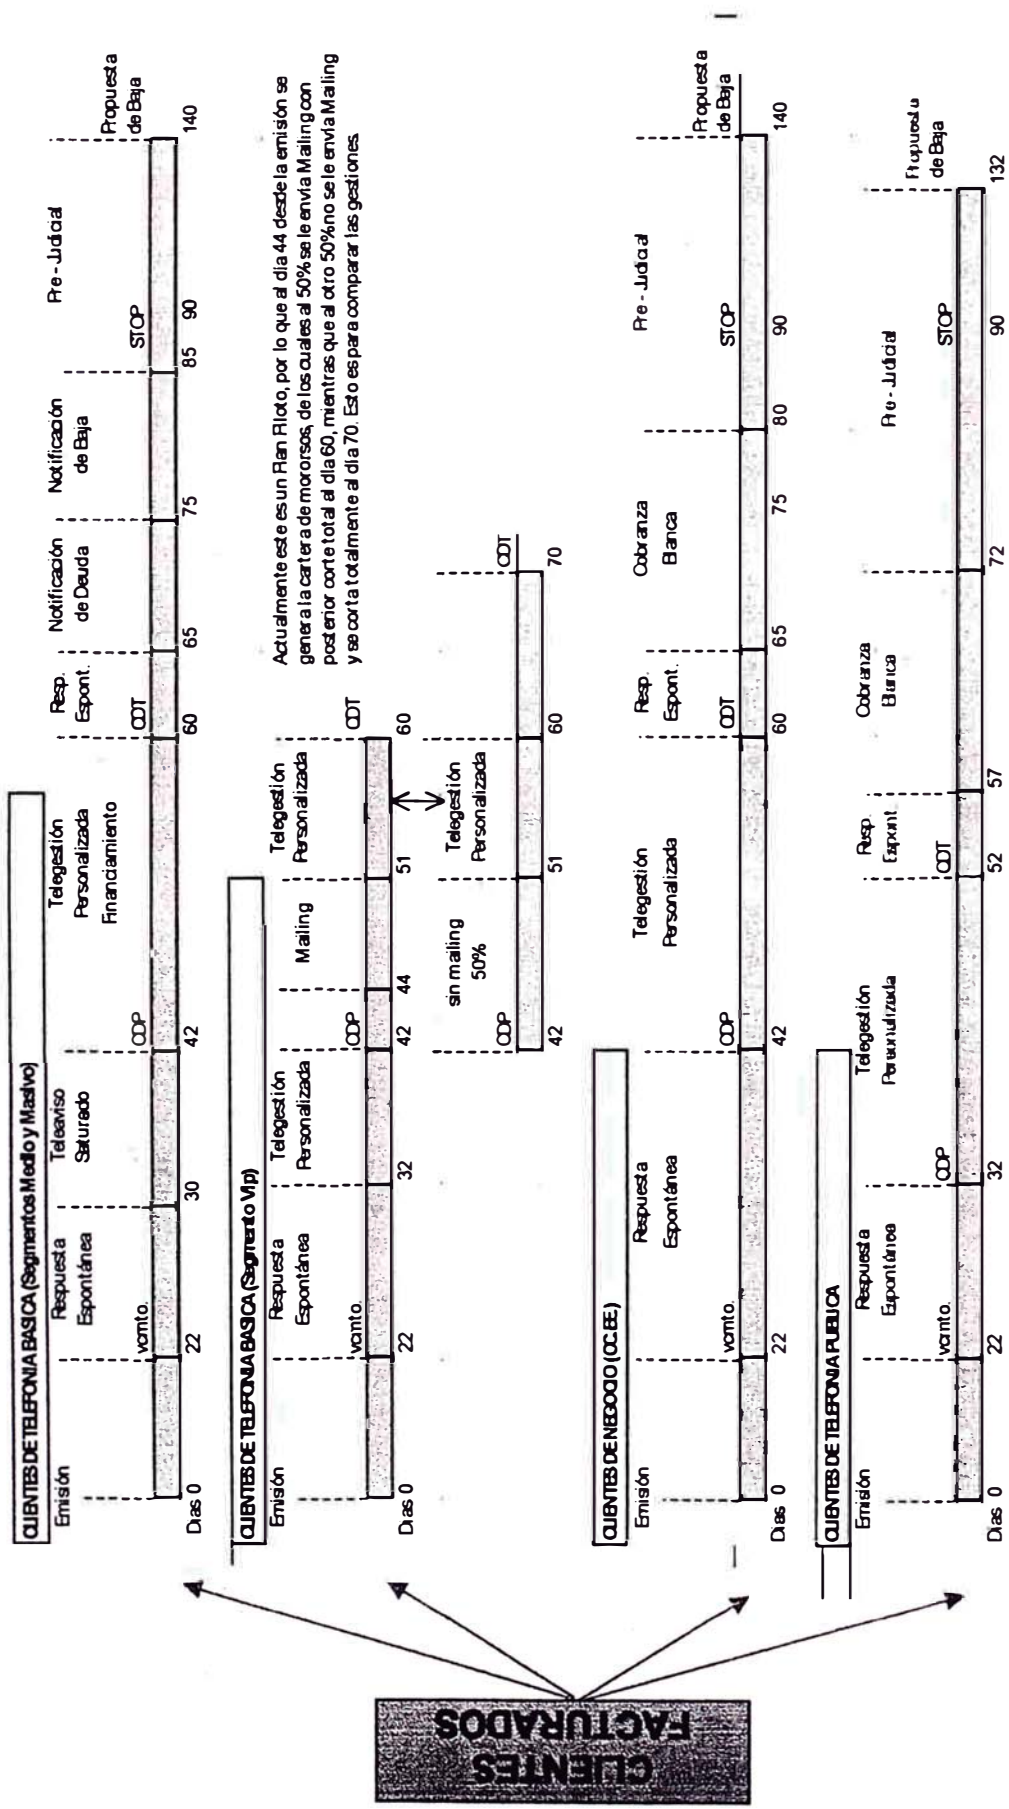 CLIENTES
FACTURADOS
CLIENTES DE TELEFONIA BASICA (Segmentos Medio y Masivo)
Emisión
Respuesta
Espontánea
Teleaviso
Saturado
Telegestión
Personalizada
Financiamiento
Resp.
Espont.
Notificación
de Deuda
Notificación
de Baja
Pre - Judicial
Propuesta
de Baja
vcmto.
CDP
CDT
STOP
Dias 0
22
30
42
60
65
75
85
90
140
CLIENTES DE TELEFONIA BASICA (Segmento Vip)
Emisión
Respuesta
Espontánea
Telegestión
Personalizada
Mailing
Telegestión
Personalizada
vcmto.
CDP
CDT
Dias 0
22
32
42
44
51
60
Actualmente este es un Plan Piloto, por lo que al dia 44 desde la emisión se
genera la cartera de mororsos, de los cuales al 50% se le envía Mailing con
posterior corte total al día 60, mientras que al otro 50% no se le envía Mailing
y se corta totalmente al día 70. Esto es para comparar las gestiones.
sin mailing
50%
Telegestión
Personalizada
CDP
CDT
42
51
60
70
CLIENTES DE NEGOCIO (CC.EE.)
Emisión
Respuesta
Espontánea
Telegestión
Personalizada
Resp.
Espont.
Cobranza
Blanca
Pre - Judicial
Propuesta
de Baja
vcmto.
CDP
CDT
STOP
Dias 0
22
42
60
65
75
80
90
140
CLIENTES DE TELEFONIA PUBLICA
Emisión
Respuesta
Espontánea
Telegestión
Personalizada
Resp.
Espont
Cobranza
Blanca
Pre - Judicial
Propuesta
de Baja
vcmto.
CDP
CDT
STOP
Dias 0
22
32
52
57
72
90
132